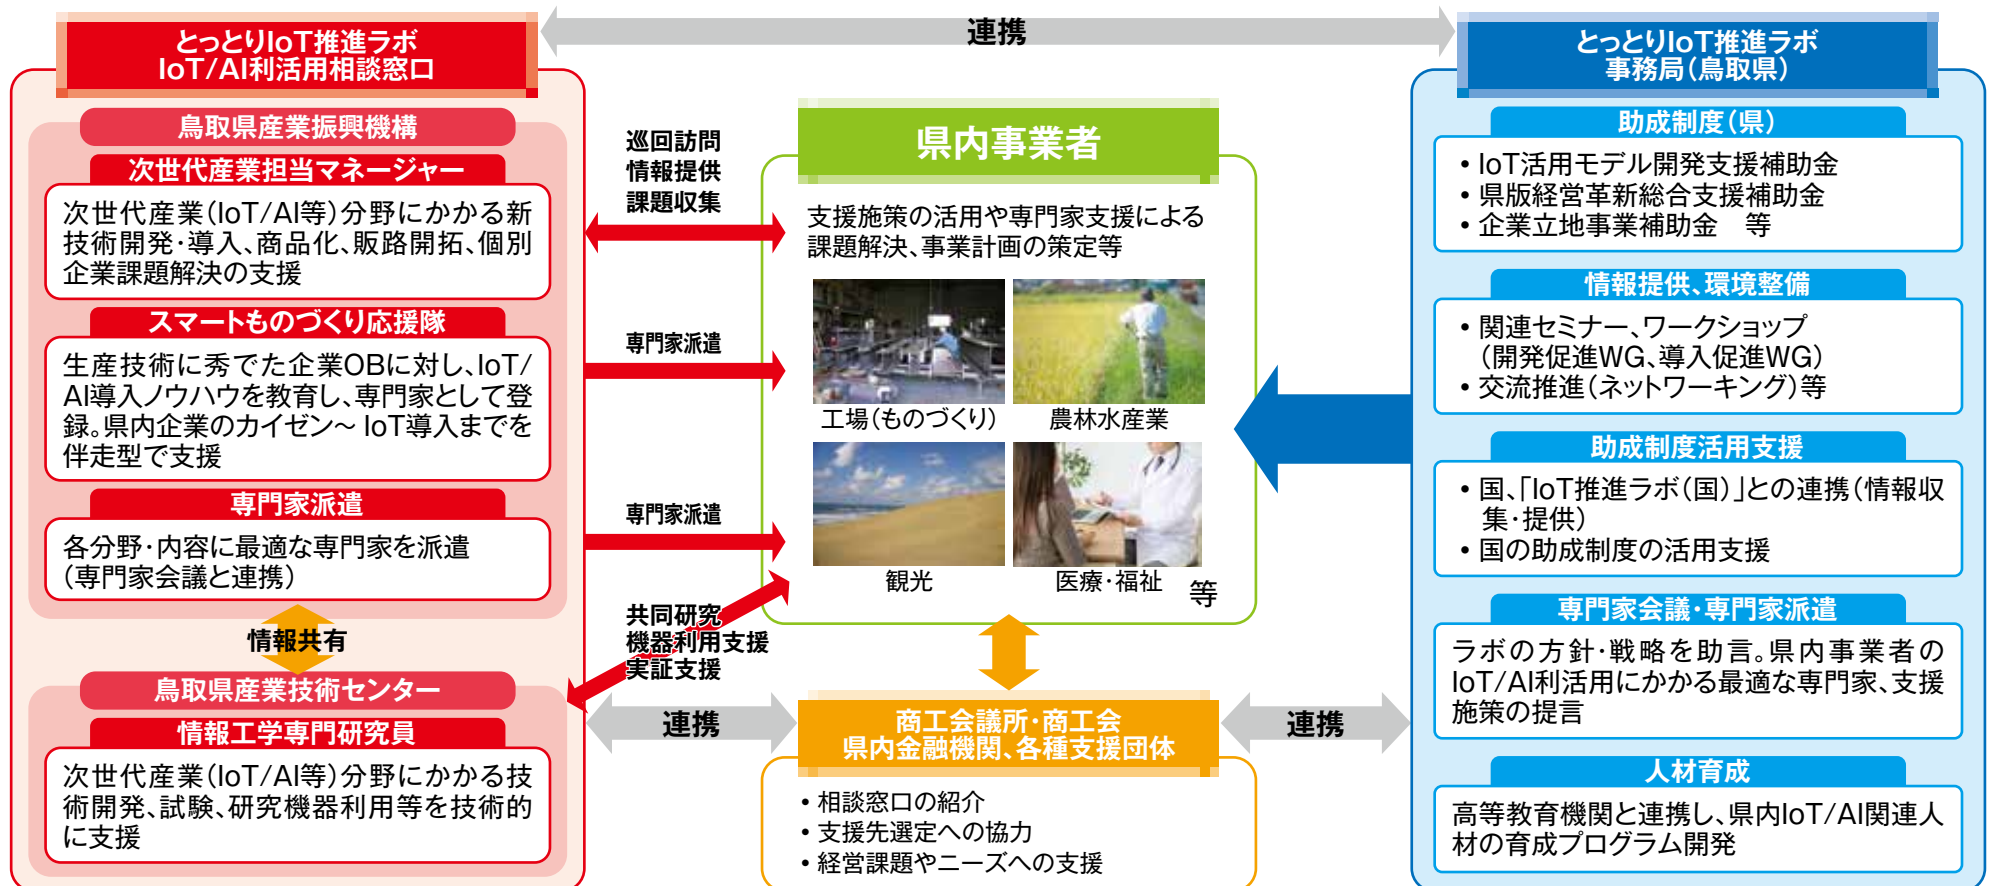 連携
とっとりIoT推進ラボ
IoT/AI利活用相談窓口
鳥取県産業振興機構
次世代産業担当マネージャー
次世代産業(IoT/AI等)分野にかかる新
技術開発・導入、商品化、販路開拓、個別
企業課題解決の支援
スマートものづくり応援隊
生産技術に秀でた企業OBに対し、IoT/
AI導入ノウハウを教育し、専門家として登
録。県内企業のカイゼン～ IoT導入までを
伴走型で支援
専門家派遣
各分野・内容に最適な専門家を派遣
(専門家会議と連携)
情報共有
鳥取県産業技術センター
情報工学専門研究員
次世代産業(IoT/AI等)分野にかかる技
術開発、試験、研究機器利用等を技術的
に支援
巡回訪問
情報提供
課題収集
専門家派遣
専門家派遣
共同研究
機器利用支援
実証支援
連携
県内事業者
支援施策の活用や専門家支援による
課題解決、事業計画の策定等
工場(ものづくり)
農林水産業
観光
医療・福祉
等
商工会議所・商工会
県内金融機関、各種支援団体
・相談窓口の紹介
・支援先選定への協力
・経営課題やニーズへの支援
連携
とっとりIoT推進ラボ
事務局(鳥取県)
助成制度(県)
・IoT活用モデル開発支援補助金
・県版経営革新総合支援補助金
・企業立地事業補助金　等
情報提供、環境整備
・関連セミナー、ワークショップ
(開発促進WG、導入促進WG)
・交流推進(ネットワーキング)等
助成制度活用支援
・国、「IoT推進ラボ(国)」との連携(情報収
集・提供)
・国の助成制度の活用支援
専門家会議・専門家派遣
ラボの方針・戦略を助言。県内事業者の
IoT/AI利活用にかかる最適な専門家、支援
施策の提言
人材育成
高等教育機関と連携し、県内IoT/AI関連人
材の育成プログラム開発